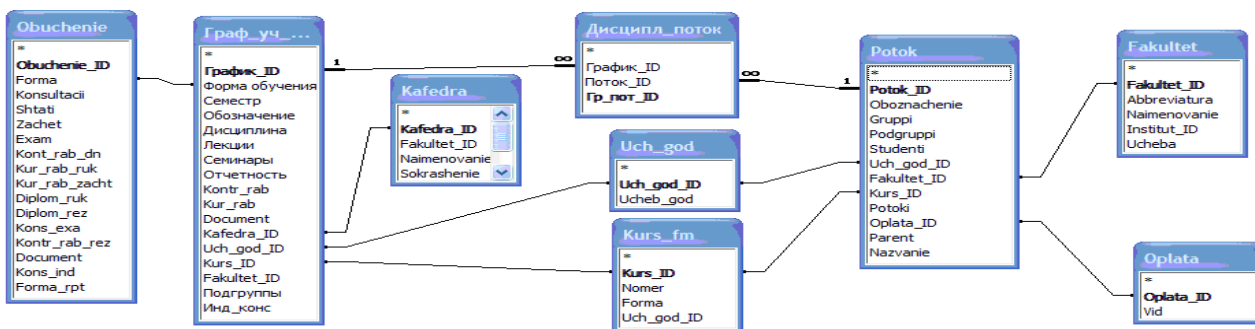 Obuchenie
*
Obuchenie_ID
Forma
Konsultacii
Shtati
Zachet
Exam
Kont_rab_dn
Kur_rab_ruk
Kur_rab_zacht
Diplom_ruk
Diplom_rez
Kons_exa
Kontr_rab_rez
Document
Kons_ind
Forma_rpt
Граф_уч_...
*
График_ID
Форма обучения
Семестр
Обозначение
Дисциплина
Лекции
Семинары
Отчетность
Kontr_rab
Kur_rab
Document
Kafedra_ID
Uch_god_ID
Kurs_ID
Fakultet_ID
Подгруппы
Инд_конс
1
∞
Kafedra
*
Kafedra_ID
Fakultet_ID
Naimenovanie
Sokrashenie
Дисципл_поток
*
График_ID
Поток_ID
Гр_пот_ID
∞
1
Uch_god
*
Uch_god_ID
Ucheb_god
Kurs_fm
*
Kurs_ID
Nomer
Forma
Uch_god_ID
Potok
*
Potok_ID
Oboznachenie
Gruppi
Podgruppi
Studenti
Uch_god_ID
Fakultet_ID
Kurs_ID
Potoki
Oplata_ID
Parent
Nazvanie
Fakultet
*
Fakultet_ID
Abbreviatura
Naimenovanie
Institut_ID
Ucheba
Oplata
*
Oplata_ID
Vid